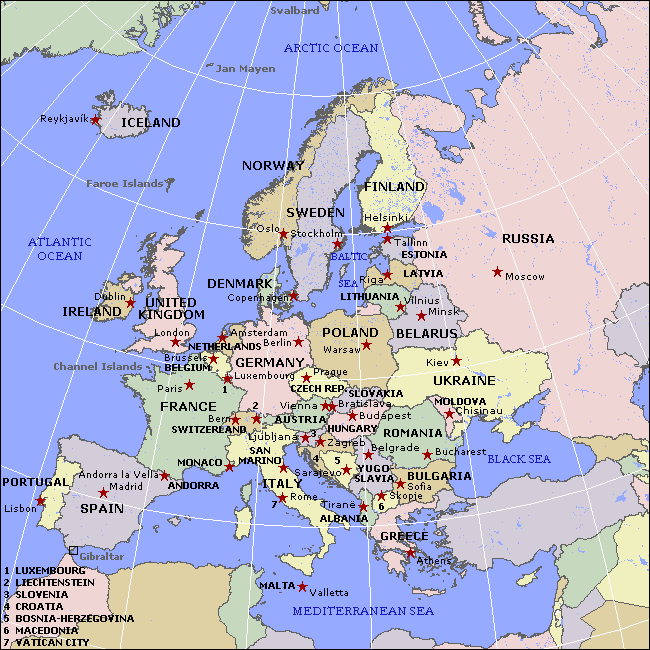 Svalbard
ARCTIC OCEAN
Jan Mayen
Reykjavík
ICELAND
NORWAY
Faroe Islands
FINLAND
SWEDEN
Helsinki
Oslo
Stockholm
Tallinn
RUSSIA
ATLANTIC
OCEAN
BALTIC
SEA
ESTONIA
Moscow
Riga
LATVIA
DENMARK
Copenhagen
LITHUANIA
Vilnius
Dublin
IRELAND
UNITED
KINGDOM
Minsk
BELARUS
London
Amsterdam
NETHERLANDS
Berlin
POLAND
Warsaw
Brussels
BELGIUM
GERMANY
Kiev
Channel Islands
Luxembourg
Prague
UKRAINE
Paris
1
CZECH REP.
SLOVAKIA
FRANCE
2
Vienna
Bratislava
MOLDOVA
Chisinau
Bern
SWITZERLAND
AUSTRIA
Budapest
HUNGARY
Ljubljana
3
Zagreb
ROMANIA
SAN
MARINO
4
5
Belgrade
Bucharest
BLACK SEA
MONACO
Sarajevo
YUGO
SLAVIA
Andorra la Vella
ANDORRA
PORTUGAL
Madrid
ITALY
BULGARIA
Sofia
Lisbon
SPAIN
7
Rome
Skopje
Tirane
6
ALBANIA
GREECE
Gibraltar
Athens
MALTA
Valletta
MEDITERRANEAN SEA
1 LUXEMBOURG
2 LIECHTENSTEIN
3 SLOVENIA
4 CROATIA
5 BOSNIA-HERZEGOVINA
6 MACEDONIA
7 VATICAN CITY